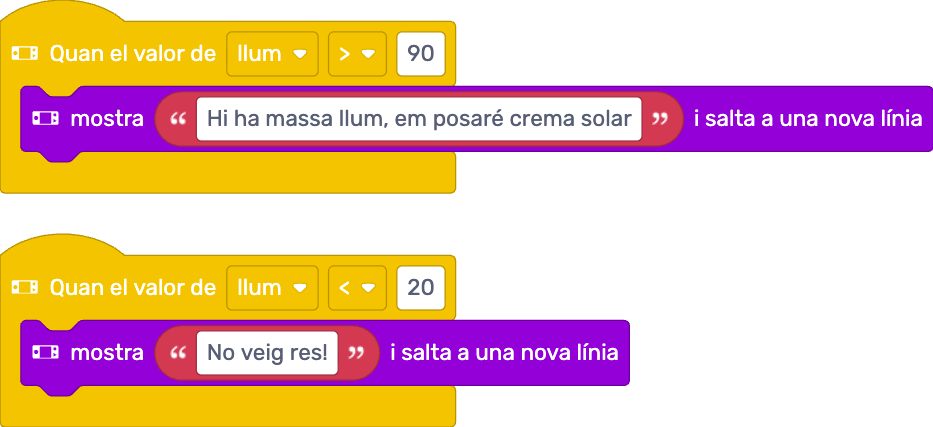 Quan el valor de llum > 90
mostra “ Hi ha massa llum, em posaré crema solar ” i salta a una nova línia
Quan el valor de llum < 20
mostra “ No veig res! ” i salta a una nova línia